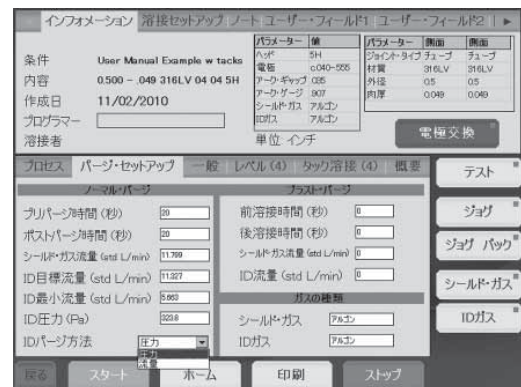 インフォメーション 溶接セットアップ ノート ユーザー・フィールド1 ユーザー・フィールド2
条件 User Manual Example w tacks
内容 0.500 - .049 316LV 04 04 5H
作成日 11/02/2010
プログラマー
溶接者
パラメーター 値
ヘッド 5H
電極 c.040-555
アーク・ギャップ .035
アーク・ゲージ .907
シールド・ガス アルゴン
IDガス アルゴン
単位 インチ
パラメーター 側面 側面
ジョイント・タイプ チューブ チューブ
材質 316LV 316LV
外径 0.5 0.5
肉厚 0.049 0.049
電極交換
プロセス パージ・セットアップ 一般 レベル (4) タック溶接 (4) 概要
ノーマル・パージ
プリパージ時間 (秒) 20
ポストパージ時間 (秒) 20
シールド・ガス流量 (std L/min) 11.799
ID目標流量 (std L/min) 11.327
ID最小流量 (std L/min) 5.663
ID圧力 (Pa) 323.8
IDパージ方法 圧力
圧力
流量
ブラスト・パージ
前溶接時間 (秒) 0
後溶接時間 (秒) 0
シールド・ガス流量 (std L/min) 0
ID流量 (std L/min) 0
ガスの種類
シールド・ガス アルゴン
IDガス アルゴン
テスト
ジョグ
ジョグ バック
シールド・ガス
IDガス
戻る スタート ホーム 印刷 ストップ